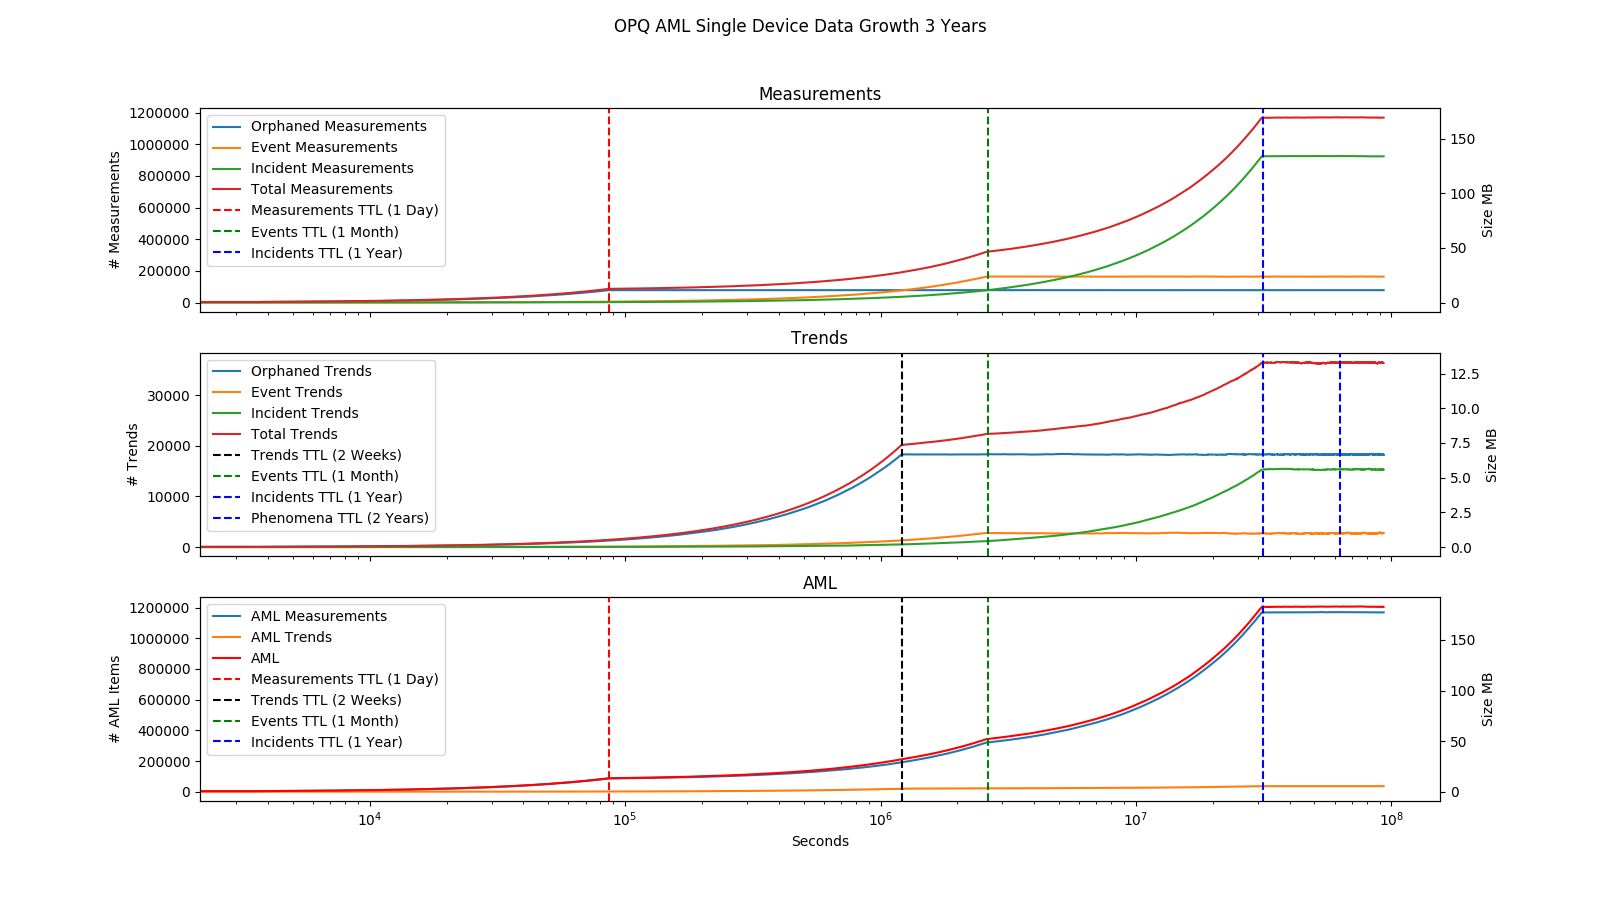 OPQ AML Single Device Data Growth 3 Years
Measurements
1200000
1000000
800000
600000
400000
200000
0
# Measurements
Orphaned Measurements
Event Measurements
Incident Measurements
Total Measurements
Measurements TTL (1 Day)
Events TTL (1 Month)
Incidents TTL (1 Year)
150
100
50
0
Size MB
Trends
30000
20000
10000
0
# Trends
Orphaned Trends
Event Trends
Incident Trends
Total Trends
Trends TTL (2 Weeks)
Events TTL (1 Month)
Incidents TTL (1 Year)
Phenomena TTL (2 Years)
12.5
10.0
7.5
5.0
2.5
0.0
Size MB
AML
1200000
1000000
800000
600000
400000
200000
0
# AML Items
AML Measurements
AML Trends
AML
Measurements TTL (1 Day)
Trends TTL (2 Weeks)
Events TTL (1 Month)
Incidents TTL (1 Year)
150
100
50
0
Size MB
10⁴ 10⁵ 10⁶ 10⁷ 10⁸
Seconds